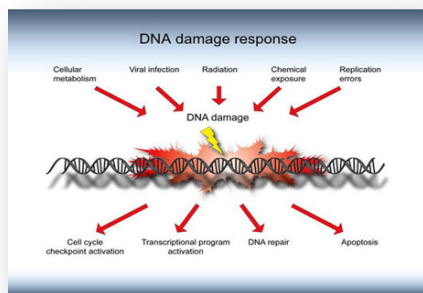 DNA damage response
Cellular
metabolism
Viral infection
Radiation
Chemical
exposure
Replication
errors
DNA damage
Cell cycle
checkpoint activation
Transcriptional program
activation
DNA repair
Apoptosis